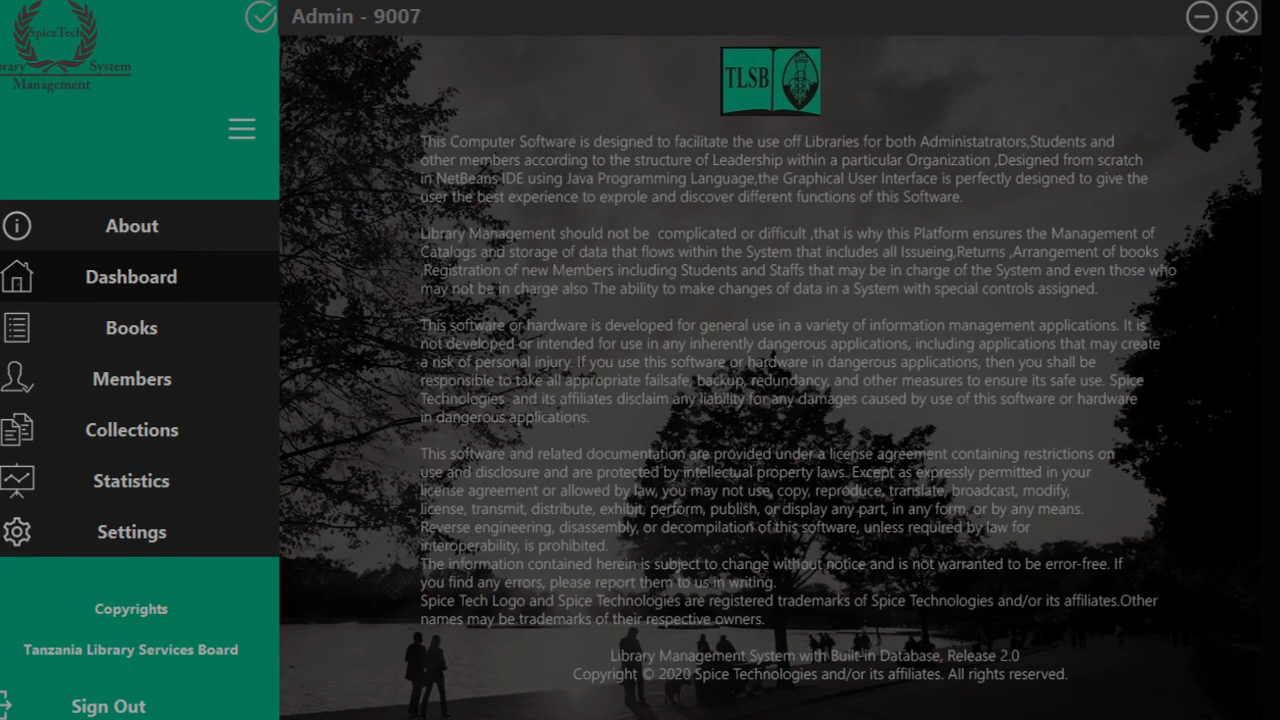 SpiceTech
System
Management
Admin - 9007
TLSB
About
Dashboard
Books
Members
Collections
Statistics
Settings
Copyrights
Tanzania Library Services Board
Sign Out
This Computer Software is designed to facilitate the use off Libraries for both Administatrators,Students and
other members according to the structure of Leadership within a particular Organization ,Designed from scratch
in NetBeans IDE using Java Programming Language,the Graphical User Interface is perfectly designed to give the
user the best experience to exprole and discover different functions of this Software.
Library Management should not be complicated or difficult ,that is why this Platform ensures the Management of
Catalogs and storage of data that flows within the System that includes all Issueing,Returns ,Arrangement of books
Registration of new Members including Students and Staffs that may be in charge of the System and even those who
may not be in charge also The ability to make changes of data in a System with special controls assigned.
This software or hardware is developed for general use in a variety of information management applications. It is
not developed or intended for use in any inherently dangerous applications, including applications that may create
a risk of personal injury. If you use this software or hardware in dangerous applications, then you shall be
responsible to take all appropriate failsafe, backup, redundancy, and other measures to ensure its safe use. Spice
Technologies and its affiliates disclaim any liability for any damages caused by use of this software or hardware
in dangerous applications.
This software and related documentation are provided under a license agreement containing restrictions on
use and disclosure and are protected by intellectual property laws. Except as expressly permitted in your
license agreement or allowed by law, you may not use, copy, reproduce, translate, broadcast, modify,
license, transmit, distribute, exhibit, perform, publish, or display any part, in any form, or by any means.
Reverse engineering, disassembly, or decompilation of this software, unless required by law for
interoperability, is prohibited.
The information contained herein is subject to change without notice and is not warranted to be error-free. If
you find any errors, please report them to us in writing.
Spice Tech Logo and Spice Technologies are registered trademarks of Spice Technologies and/or its affiliates.Other
names may be trademarks of their respective owners.
Library Management System with Built-in Database, Release 2.0
Copyright © 2020 Spice Technologies and/or its affiliates. All rights reserved.